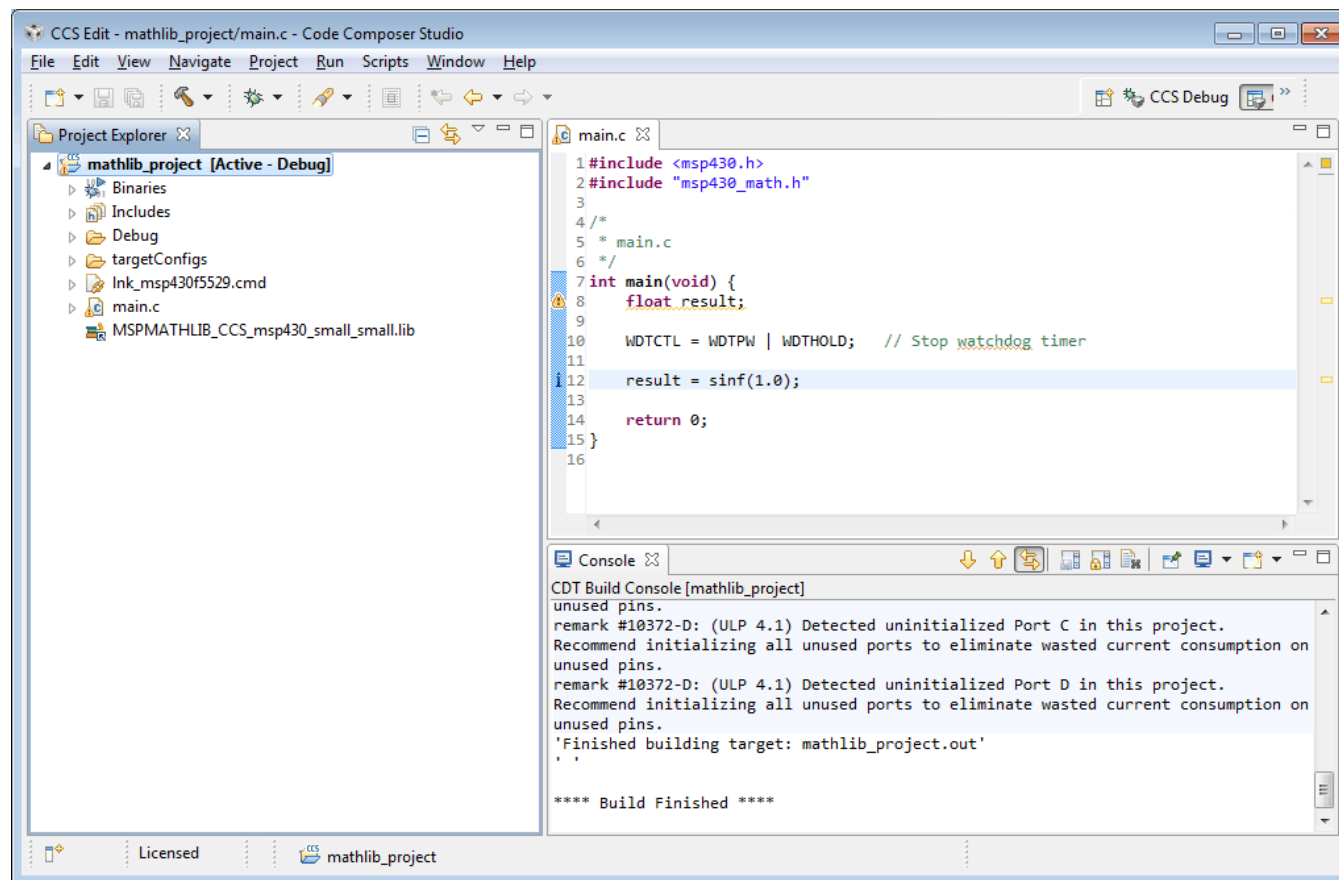 CCS Edit - mathlib_project/main.c - Code Composer Studio
File Edit View Navigate Project Run Scripts Window Help
CCS Debug
Project Explorer
mathlib_project [Active - Debug]
Binaries
Includes
Debug
targetConfigs
lnk_msp430f5529.cmd
main.c
MSPMATHLIB_CCS_msp430_small_small.lib
main.c
1 #include <msp430.h>
2 #include "msp430_math.h"
3
4 /*
5  * main.c
6  */
7 int main(void) {
8     float result;
9
10     WDTCTL = WDTPW | WDTHOLD;   // Stop watchdog timer
11
12     result = sinf(1.0);
13
14     return 0;
15 }
16
Console
CDT Build Console [mathlib_project]
unused pins.
remark #10372-D: (ULP 4.1) Detected uninitialized Port C in this project.
Recommend initializing all unused ports to eliminate wasted current consumption on
unused pins.
remark #10372-D: (ULP 4.1) Detected uninitialized Port D in this project.
Recommend initializing all unused ports to eliminate wasted current consumption on
unused pins.
'Finished building target: mathlib_project.out'
' '
**** Build Finished ****
Licensed
mathlib_project